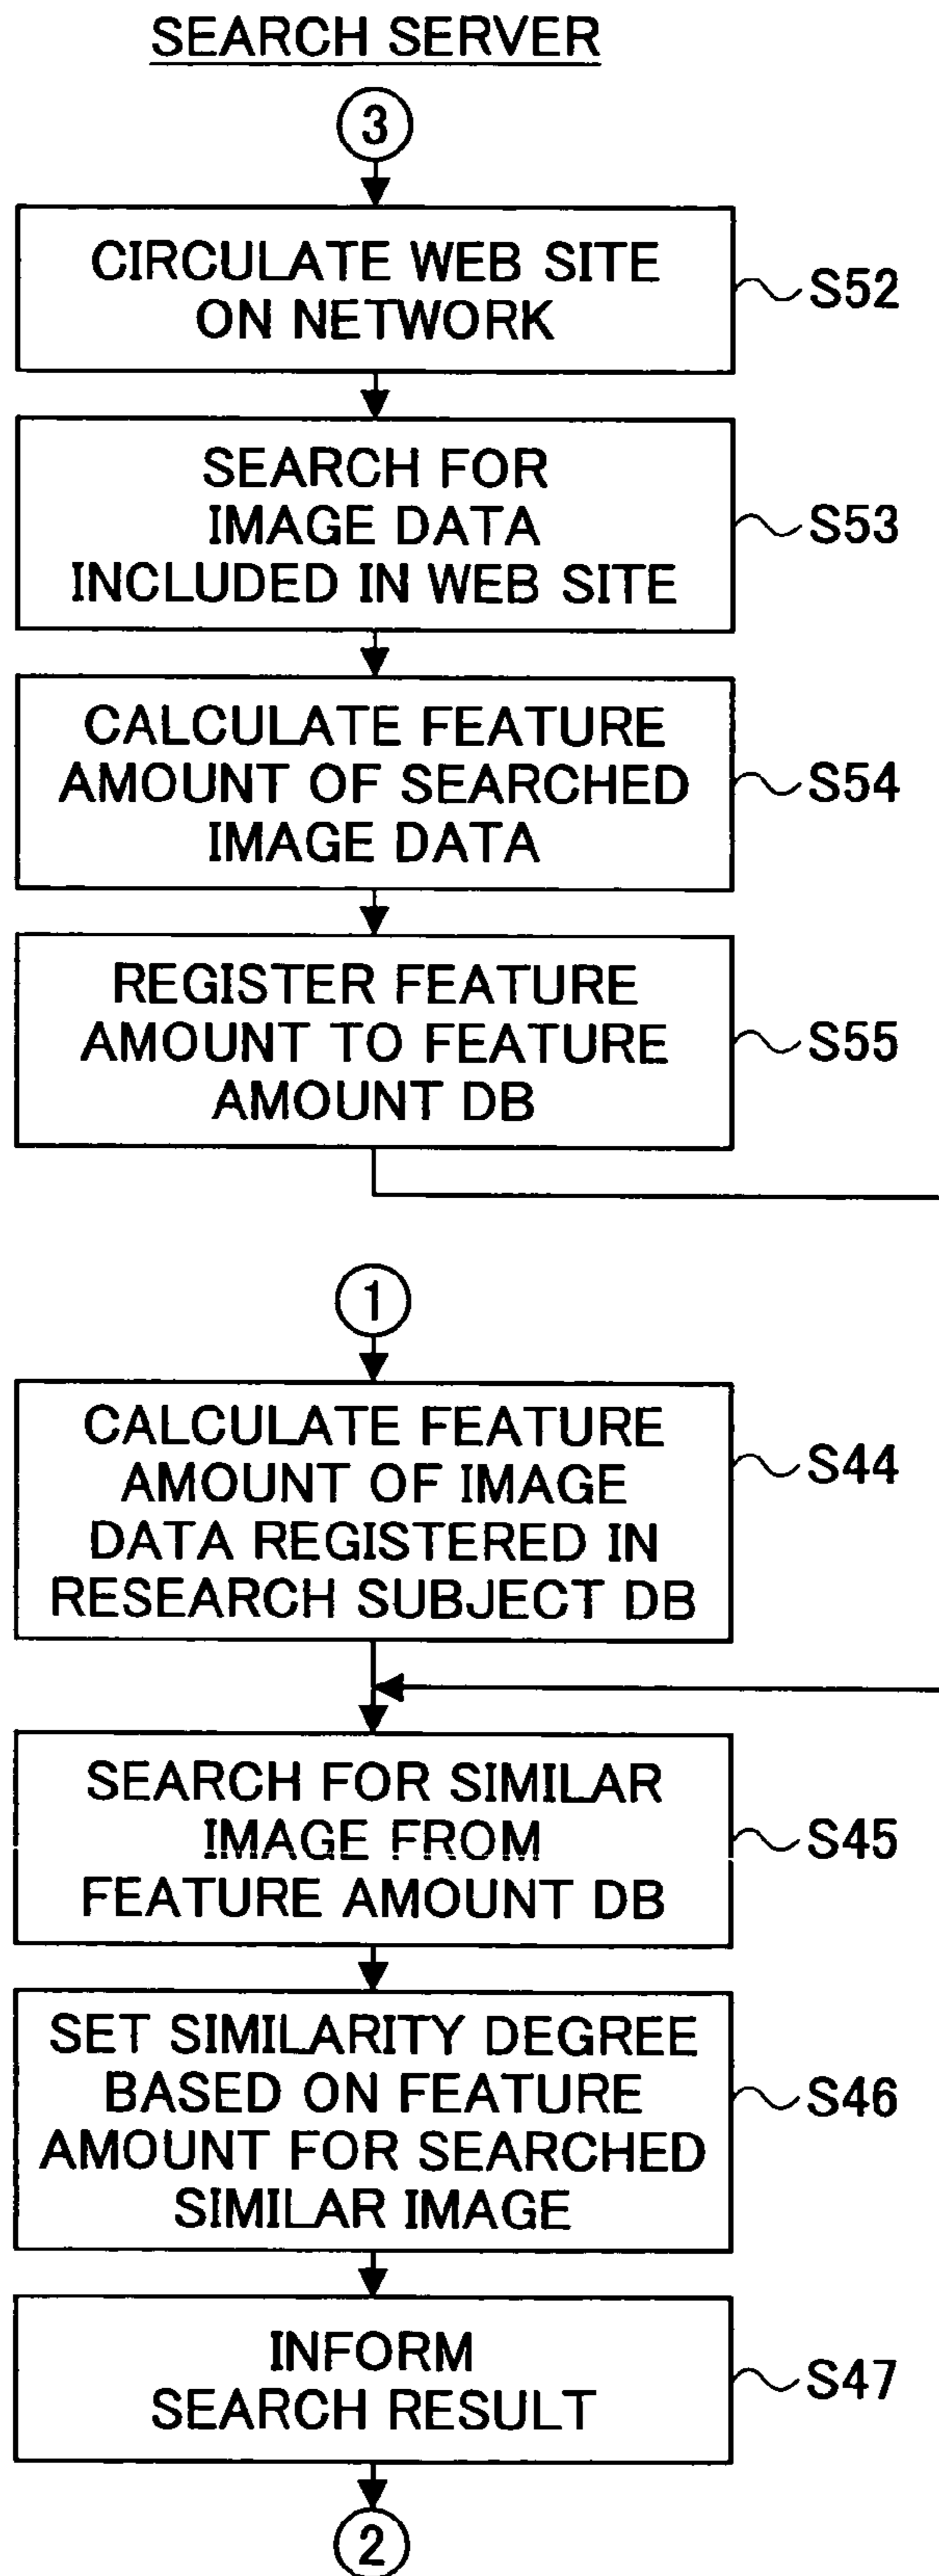 SEARCH SERVER
3
CIRCULATE WEB SITE
ON NETWORK
S52
SEARCH FOR
IMAGE DATA
INCLUDED IN WEB SITE
S53
CALCULATE FEATURE
AMOUNT OF SEARCHED
IMAGE DATA
S54
REGISTER FEATURE
AMOUNT TO FEATURE
AMOUNT DB
S55
1
CALCULATE FEATURE
AMOUNT OF IMAGE
DATA REGISTERED IN
RESEARCH SUBJECT DB
S44
SEARCH FOR SIMILAR
IMAGE FROM
FEATURE AMOUNT DB
S45
SET SIMILARITY DEGREE
BASED ON FEATURE
AMOUNT FOR SEARCHED
SIMILAR IMAGE
S46
INFORM
SEARCH RESULT
S47
2